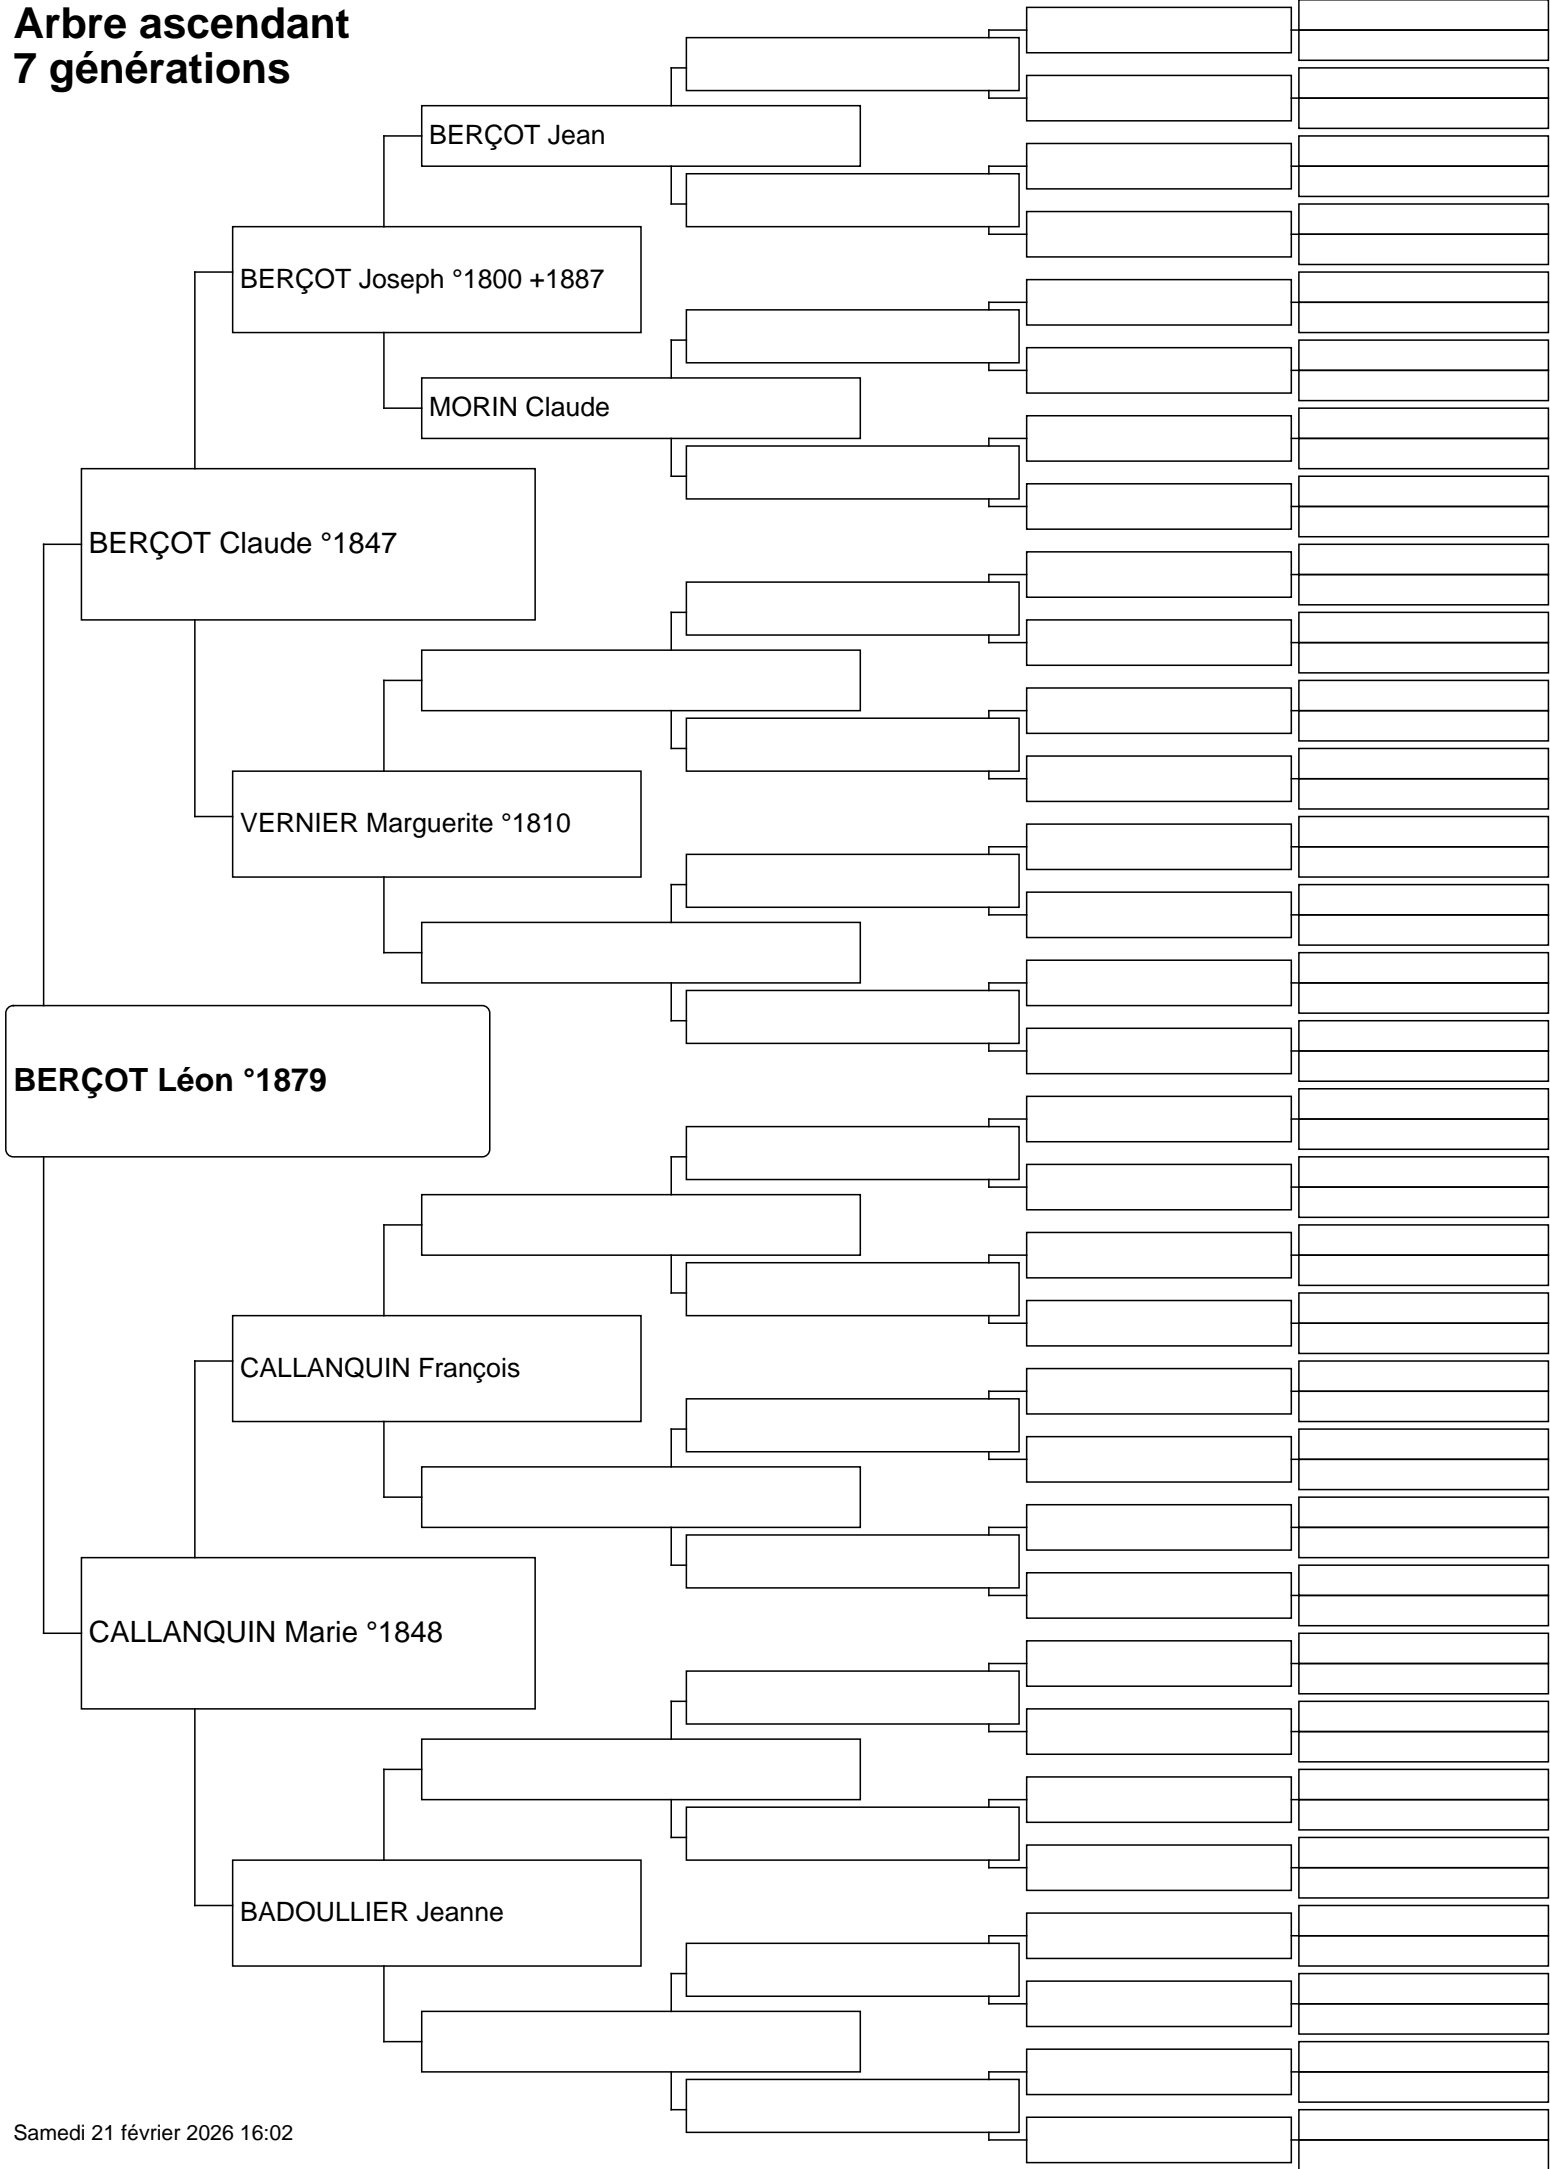 Arbre ascendant
7 générations
BERÇOT Jean
BERÇOT Joseph °1800 +1887
MORIN Claude
BERÇOT Claude °1847
VERNIER Marguerite °1810
BERÇOT Léon °1879
CALLANQUIN François
CALLANQUIN Marie °1848
BADOULLIER Jeanne
Samedi 21 février 2026 16:02